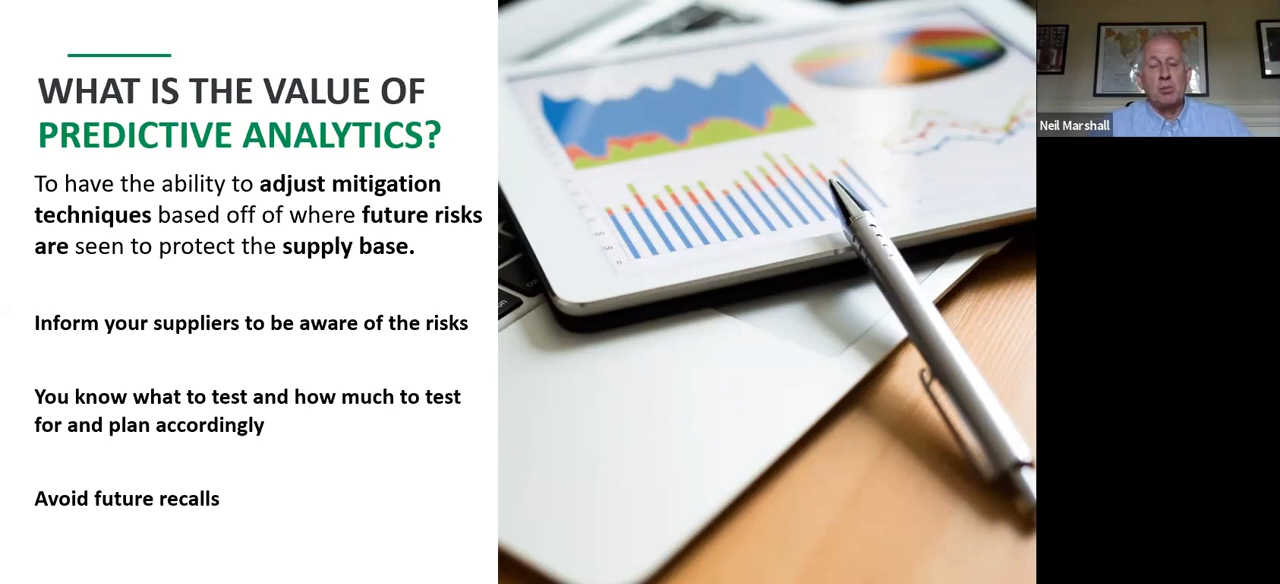 WHAT IS THE VALUE OF
PREDICTIVE ANALYTICS?
To have the ability to adjust mitigation
techniques based off of where future risks
are seen to protect the supply base.
Inform your suppliers to be aware of the risks
You know what to test and how much to test
for and plan accordingly
Avoid future recalls
Neil Marshall